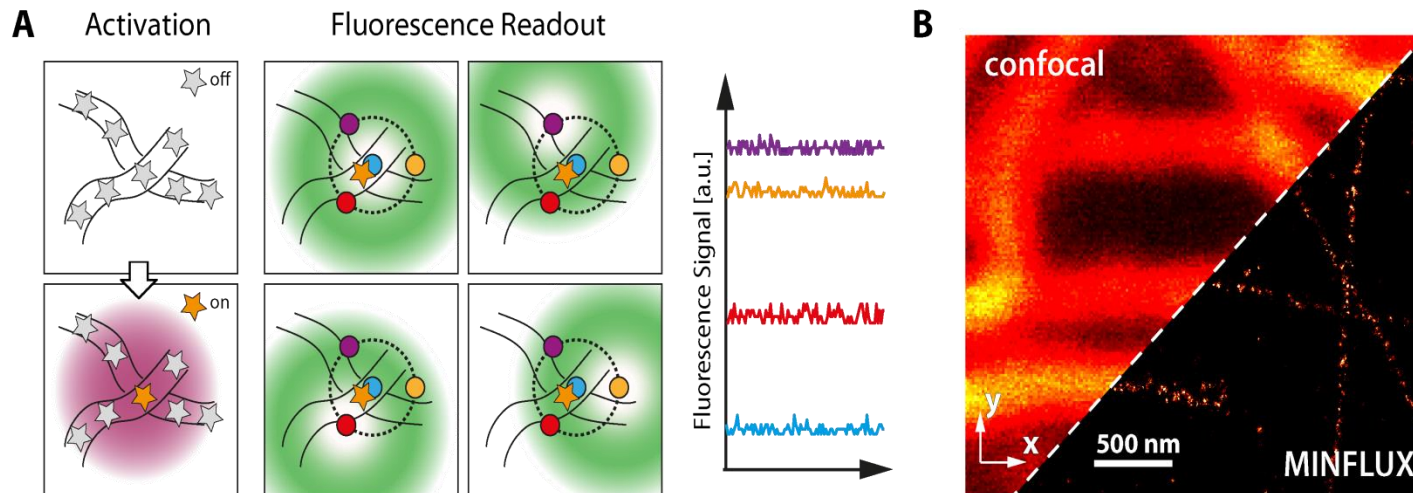 A
Activation
Fluorescence Readout
off
on
Fluorescence Signal [a.u.]
B
confocal
y
x
500 nm
MINFLUX